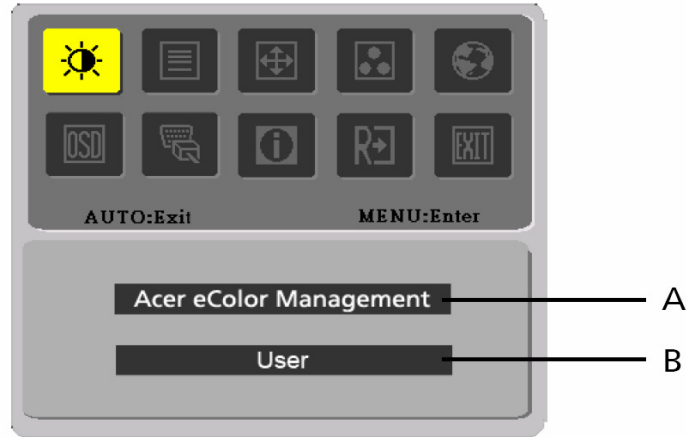 OSD
i
R
EXIT
AUTO:Exit MENU:Enter
Acer eColor Management A
User B